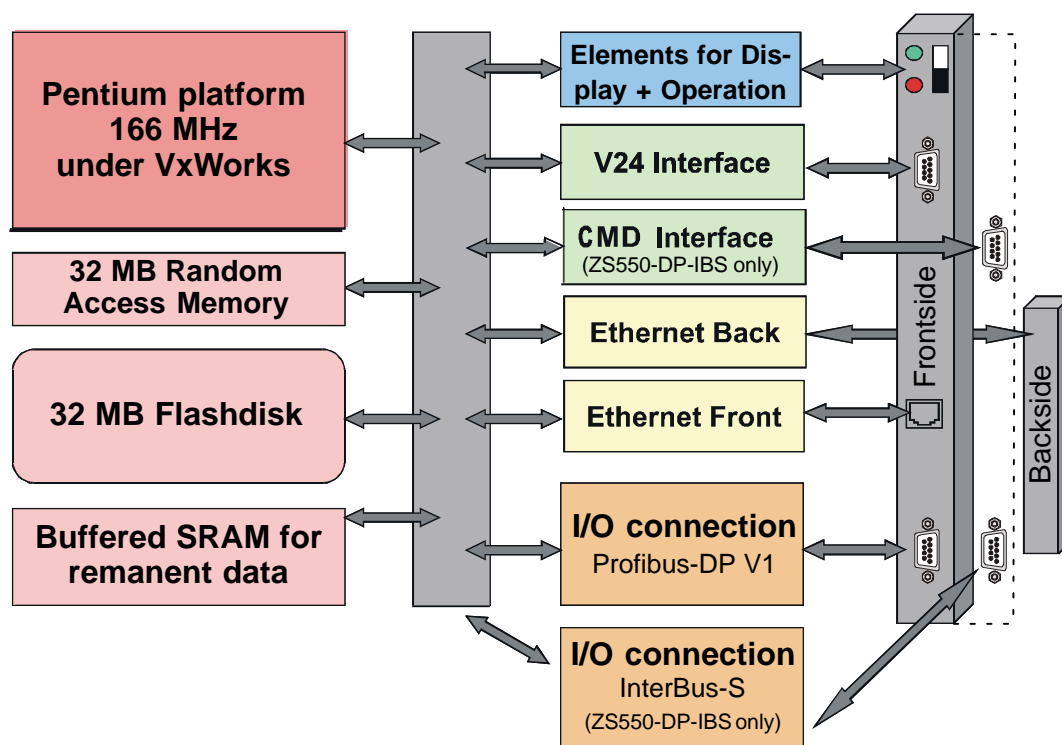 Pentium platform
166 MHz
under VxWorks
32 MB Random
Access Memory
32 MB Flashdisk
Buffered SRAM for
remanent data
Elements for Dis-
play + Operation
V24 Interface
CMD Interface
(ZS550-DP-IBS only)
Ethernet Back
Ethernet Front
I/O connection
Profibus-DP V1
I/O connection
InterBus-S
(ZS550-DP-IBS only)
Frontside
Backside